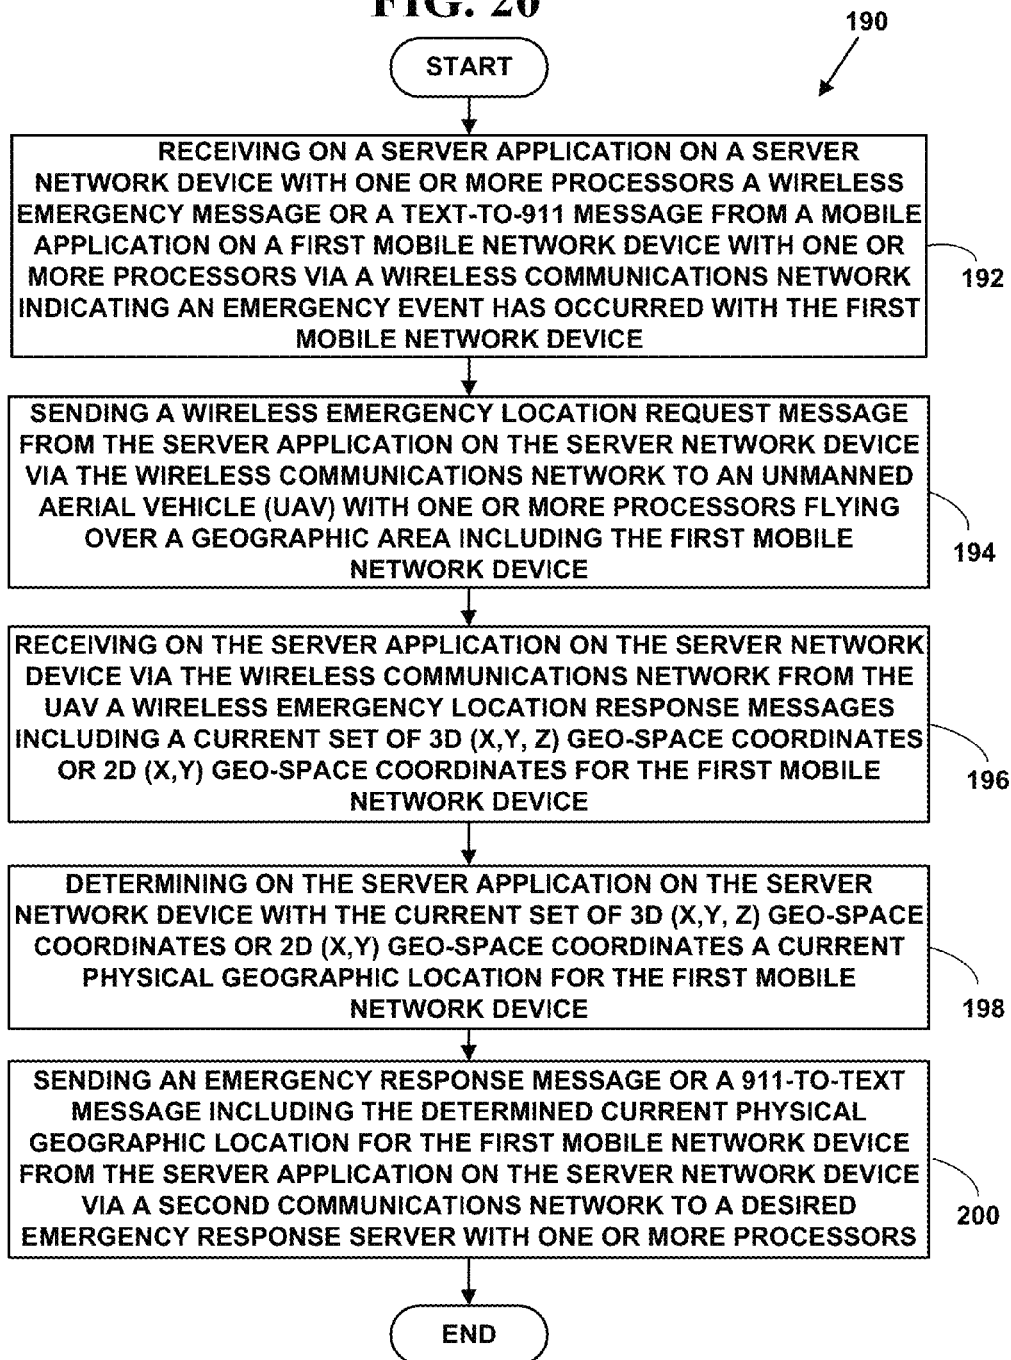 FIG. 20
190
START
RECEIVING ON A SERVER APPLICATION ON A SERVER
NETWORK DEVICE WITH ONE OR MORE PROCESSORS A WIRELESS
EMERGENCY MESSAGE OR A TEXT-TO-911 MESSAGE FROM A MOBILE
APPLICATION ON A FIRST MOBILE NETWORK DEVICE WITH ONE OR
MORE PROCESSORS VIA A WIRELESS COMMUNICATIONS NETWORK
INDICATING AN EMERGENCY EVENT HAS OCCURRED WITH THE FIRST
MOBILE NETWORK DEVICE
192
SENDING A WIRELESS EMERGENCY LOCATION REQUEST MESSAGE
FROM THE SERVER APPLICATION ON THE SERVER NETWORK DEVICE
VIA THE WIRELESS COMMUNICATIONS NETWORK TO AN UNMANNED
AERIAL VEHICLE (UAV) WITH ONE OR MORE PROCESSORS FLYING
OVER A GEOGRAPHIC AREA INCLUDING THE FIRST MOBILE
NETWORK DEVICE
194
RECEIVING ON THE SERVER APPLICATION ON THE SERVER NETWORK
DEVICE VIA THE WIRELESS COMMUNICATIONS NETWORK FROM THE
UAV A WIRELESS EMERGENCY LOCATION RESPONSE MESSAGES
INCLUDING A CURRENT SET OF 3D (X,Y, Z) GEO-SPACE COORDINATES
OR 2D (X,Y) GEO-SPACE COORDINATES FOR THE FIRST MOBILE
NETWORK DEVICE
196
DETERMINING ON THE SERVER APPLICATION ON THE SERVER
NETWORK DEVICE WITH THE CURRENT SET OF 3D (X,Y, Z) GEO-SPACE
COORDINATES OR 2D (X,Y) GEO-SPACE COORDINATES A CURRENT
PHYSICAL GEOGRAPHIC LOCATION FOR THE FIRST MOBILE
NETWORK DEVICE
198
SENDING AN EMERGENCY RESPONSE MESSAGE OR A 911-TO-TEXT
MESSAGE INCLUDING THE DETERMINED CURRENT PHYSICAL
GEOGRAPHIC LOCATION FOR THE FIRST MOBILE NETWORK DEVICE
FROM THE SERVER APPLICATION ON THE SERVER NETWORK DEVICE
VIA A SECOND COMMUNICATIONS NETWORK TO A DESIRED
EMERGENCY RESPONSE SERVER WITH ONE OR MORE PROCESSORS
200
END